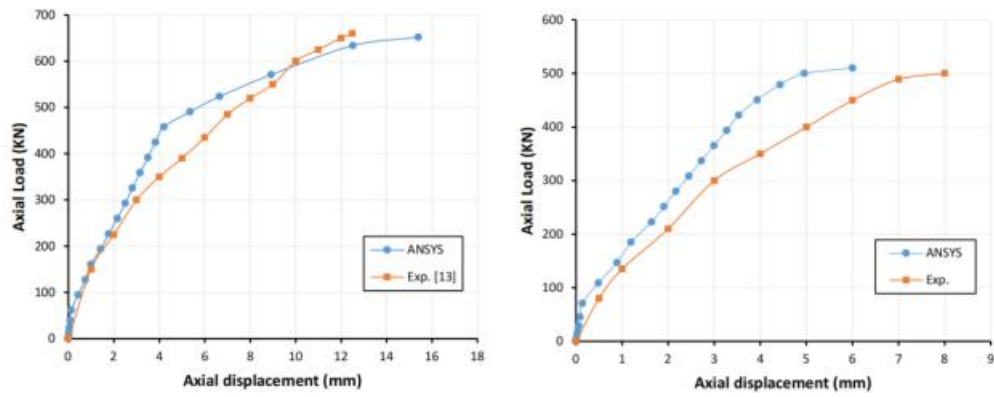 700
600
500
400
300
200
100
0
Axial Load (KN)
ANSYS
Exp. [13]
0 2 4 6 8 10 12 14 16 18
Axial displacement (mm)
600
500
400
300
200
100
0
Axial Load (KN)
ANSYS
Exp.
0 1 2 3 4 5 6 7 8 9
Axial displacement (mm)